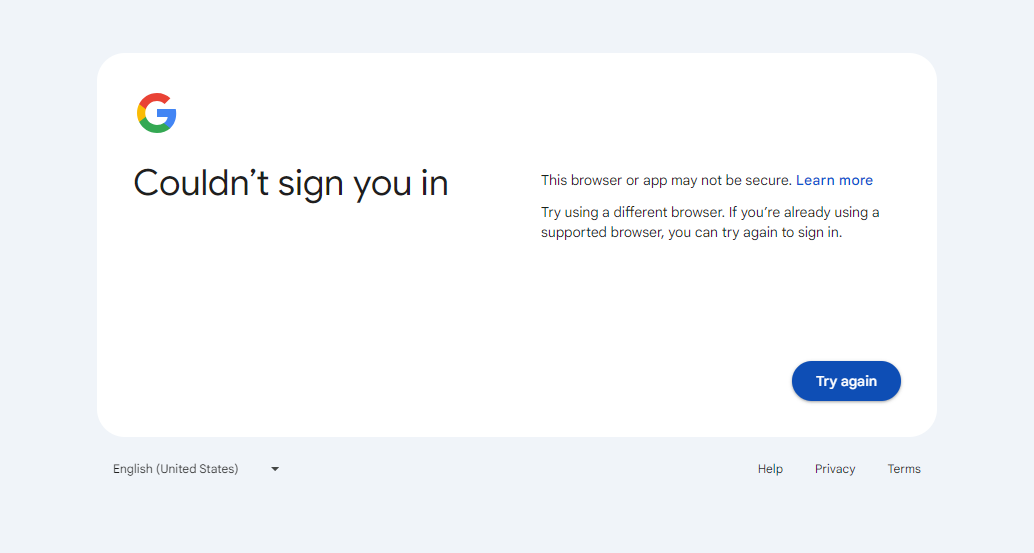 Couldn’t sign you in
This browser or app may not be secure. Learn more
Try using a different browser. If you’re already using a
supported browser, you can try again to sign in.
Try again
English (United States)
Help
Privacy
Terms